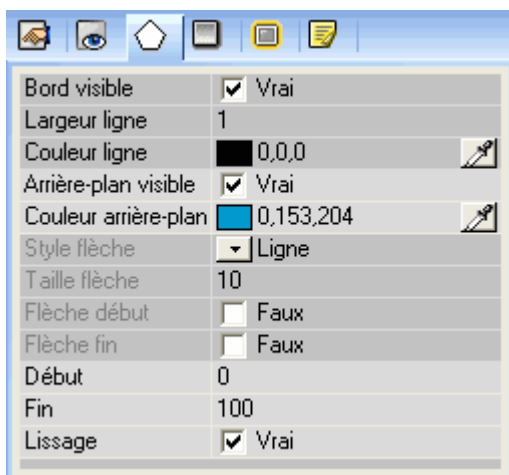 Bord visible Vrai
Largeur ligne 1
Couleur ligne 0,0,0
Arrière-plan visible Vrai
Couleur arrière-plan 0,153,204
Style flèche Ligne
Taille flèche 10
Flèche début Faux
Flèche fin Faux
Début 0
Fin 100
Lissage Vrai